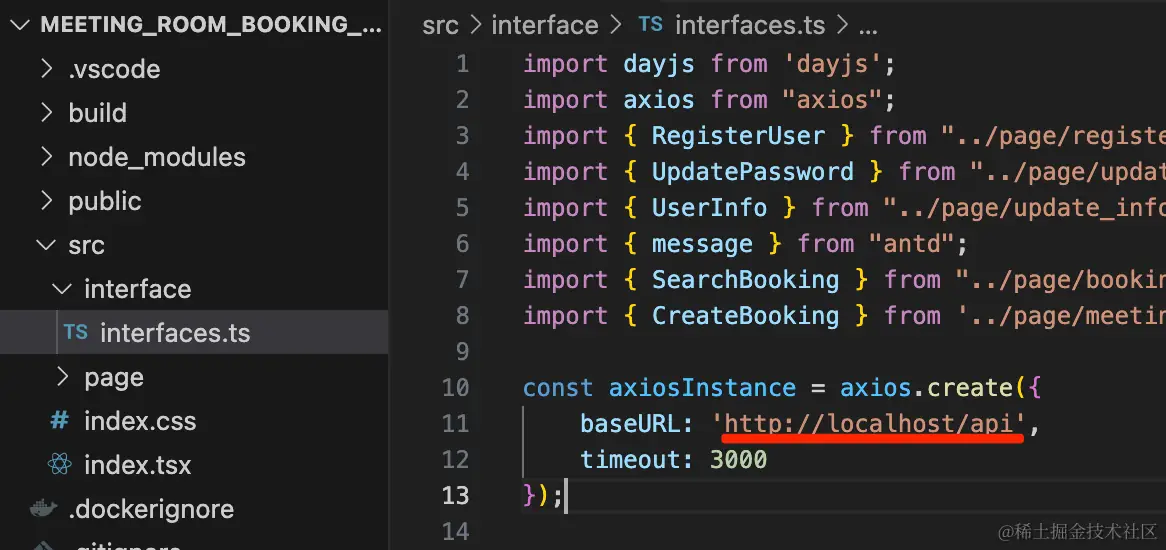 MEETING_ROOM_BOOKING_...
.vscode
build
node_modules
public
src
interface
TS interfaces.ts
page
# index.css
index.tsx
.dockerignore
.gitignore
src > interface > TS interfaces.ts > ...
1 import dayjs from 'dayjs';
2 import axios from "axios";
3 import { RegisterUser } from "../page/registe
4 import { UpdatePassword } from "../page/updat
5 import { UserInfo } from "../page/update_info
6 import { message } from "antd";
7 import { SearchBooking } from "../page/bookin
8 import { CreateBooking } from '../page/meetin
9
10 const axiosInstance = axios.create({
11 baseURL: 'http://localhost/api',
12 timeout: 3000
13 });
14
@稀土掘金技术社区